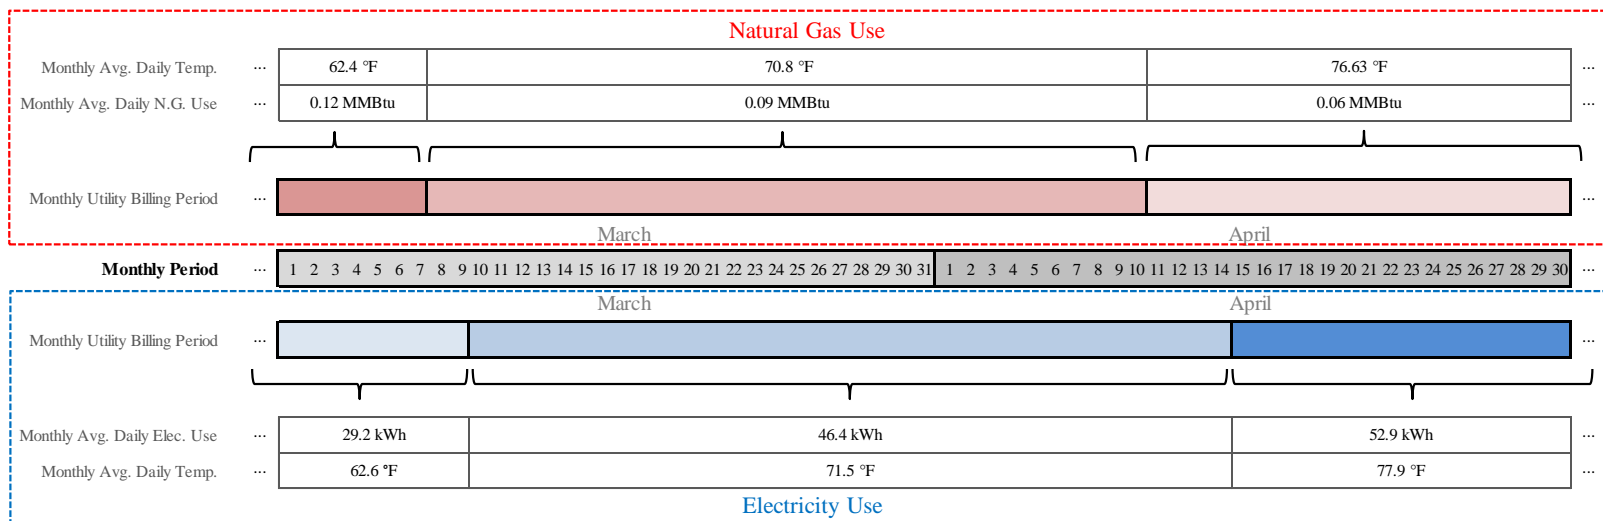 Natural Gas Use
Monthly Avg. Daily Temp. ... 62.4 °F 70.8 °F 76.63 °F ...
Monthly Avg. Daily N.G. Use ... 0.12 MMBtu 0.09 MMBtu 0.06 MMBtu ...
Monthly Utility Billing Period ... ...
March April
Monthly Period ... 1 2 3 4 5 6 7 8 9 10 11 12 13 14 15 16 17 18 19 20 21 22 23 24 25 26 27 28 29 30 31 1 2 3 4 5 6 7 8 9 10 11 12 13 14 15 16 17 18 19 20 21 22 23 24 25 26 27 28 29 30 ...
March April
Monthly Utility Billing Period ... ...
Monthly Avg. Daily Elec. Use ... 29.2 kWh 46.4 kWh 52.9 kWh ...
Monthly Avg. Daily Temp. ... 62.6 °F 71.5 °F 77.9 °F ...
Electricity Use